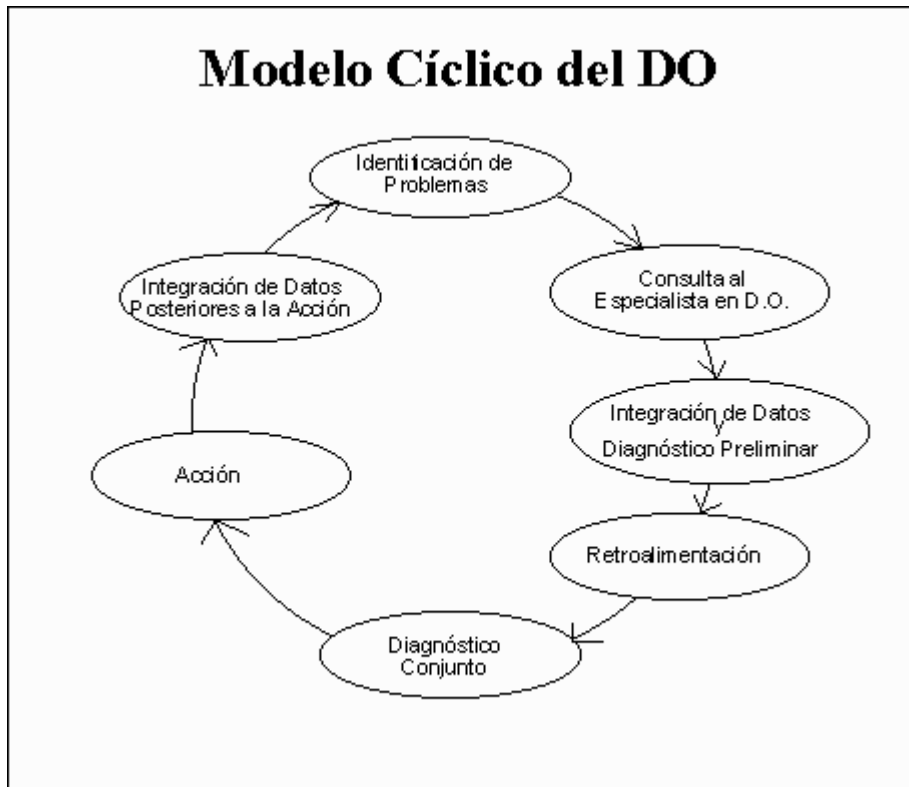 Modelo Cíclico del DO
Identificación de
Problemas
Consulta al
Especialista en D.O.
Integración de Datos
y
Diagnóstico Preliminar
Retroalimentación
Diagnóstico
Conjunto
Acción
Integración de Datos
Posteriores a la Acción